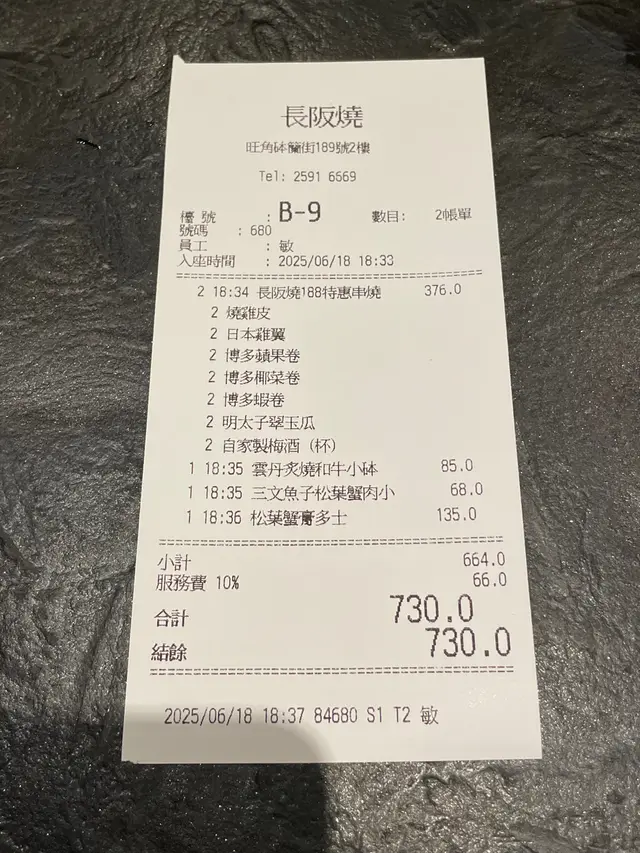 長阪燒
旺角砵蘭街189號2樓
Tel: 2591 6569
檯 號 : B-9 數目: 2帳單
號碼 : 680
員工 : 敏
入座時間 : 2025/06/18 18:33
2 18:34 長阪燒188特惠串燒 376.0
2 燒雞皮
2 日本雞翼
2 博多蘋果卷
2 博多椰菜卷
2 博多蝦卷
2 明太子翠玉瓜
2 自家製梅酒 (杯)
1 18:35 雲丹炙燒和牛小砵 85.0
1 18:35 三文魚子松葉蟹肉小 68.0
1 18:36 松葉蟹膏多士 135.0
小計 664.0
服務費 10% 66.0
合計 730.0
結餘 730.0
2025/06/18 18:37 84680 S1 T2 敏